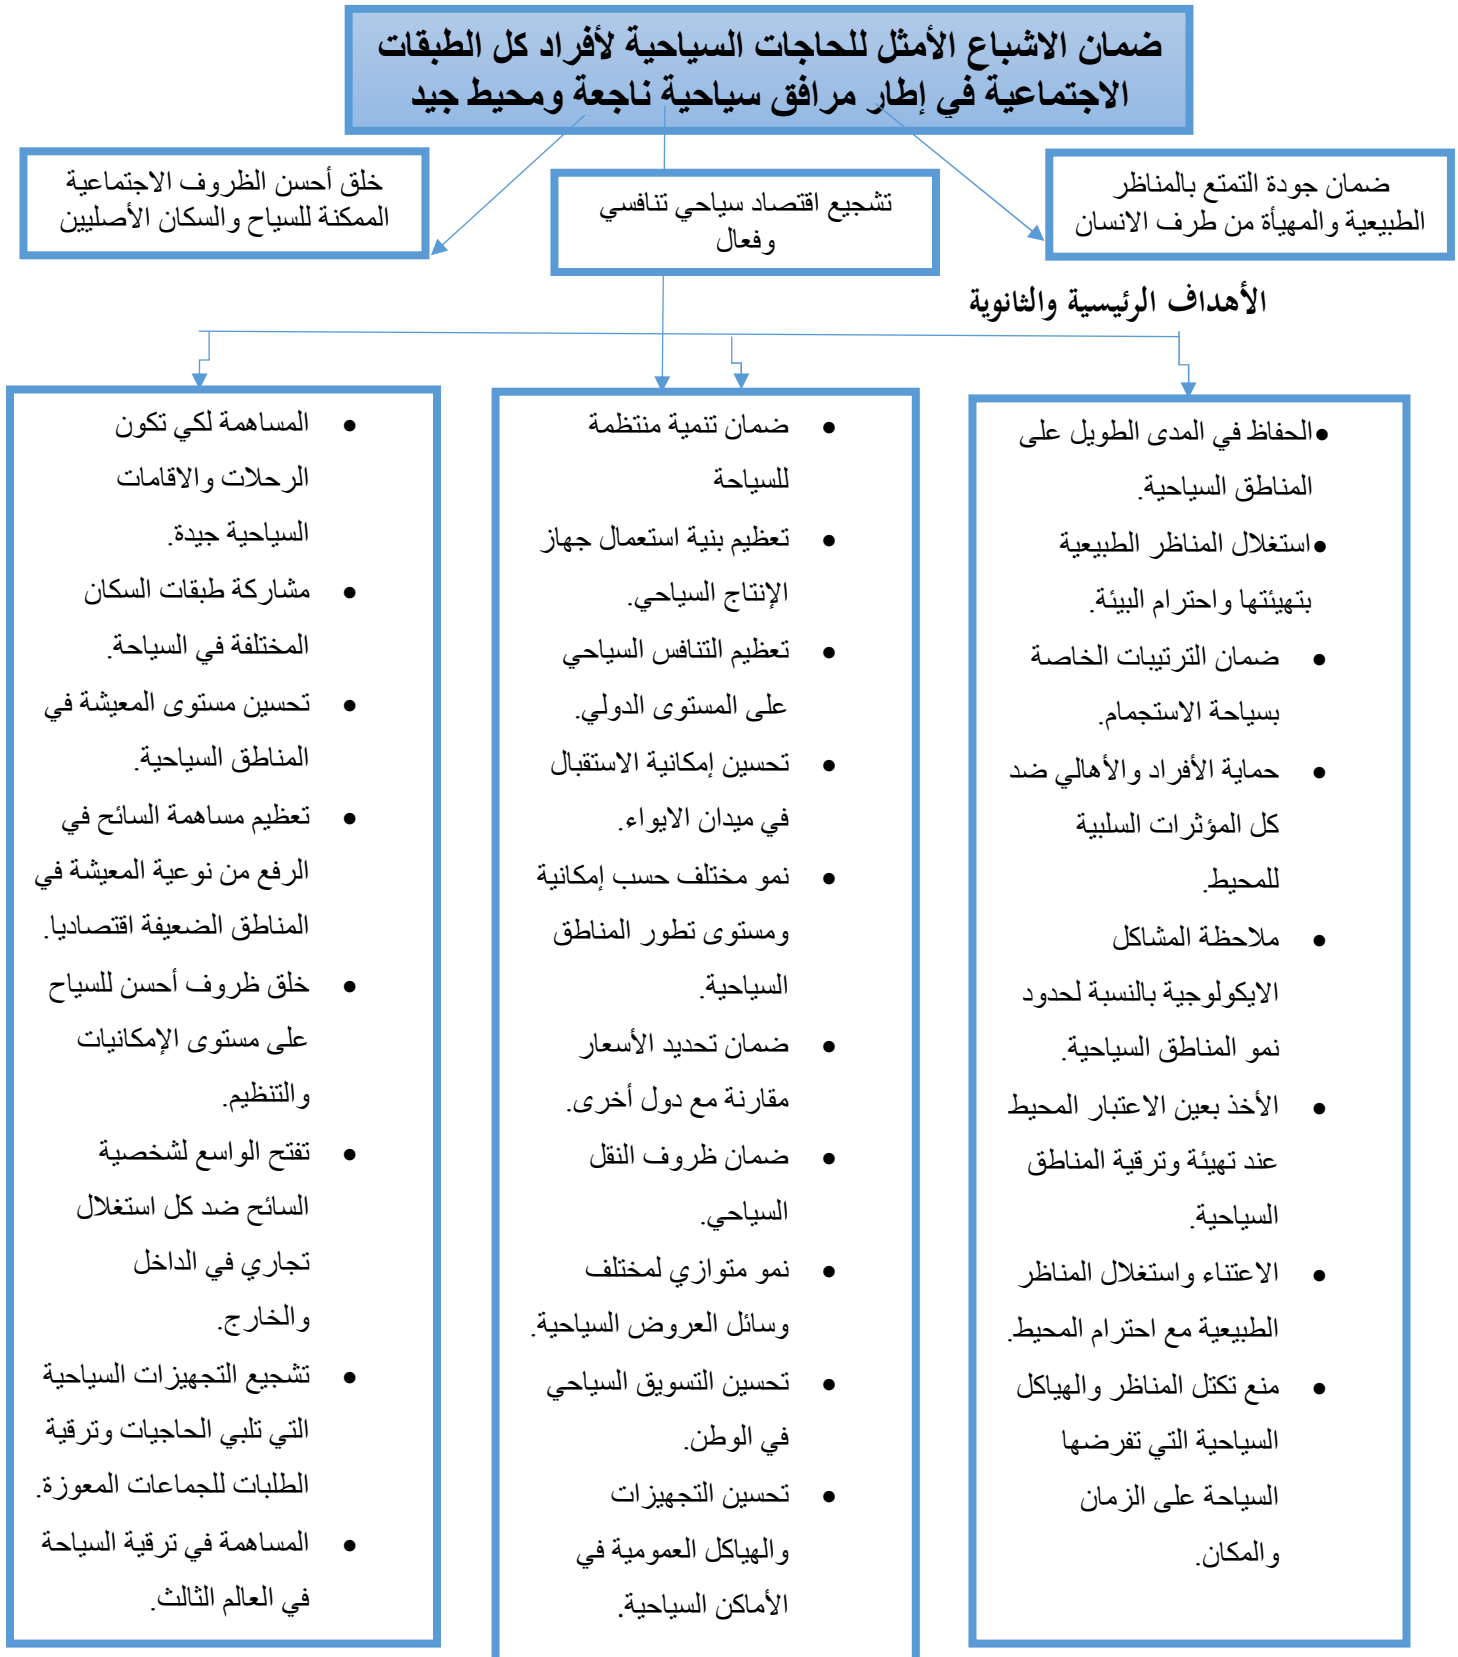 ضمان الاشباع الأمثل للحاجات السياحية لأفراد كل الطبقات
الاجتماعية في إطار مرافق سياحية ناجعة ومحيط جيد
ضمان جودة التمتع بالمناظر
الطبيعية والمهيأة من طرف الانسان
تشجيع اقتصاد سياحي تنافسي
وفعال
خلق أحسن الظروف الاجتماعية
الممكنة للسياح والسكان الأصليين
الأهداف الرئيسية والثانوية
•الحفاظ في المدى الطويل على
المناطق السياحية.
•استغلال المناظر الطبيعية
بتهيئتها واحترام البيئة.
• ضمان الترتيبات الخاصة
بسياحة الاستجمام.
• حماية الأفراد والأهالي ضد
كل المؤثرات السلبية
للمحيط.
• ملاحظة المشاكل
الايكولوجية بالنسبة لحدود
نمو المناطق السياحية.
• الأخذ بعين الاعتبار المحيط
عند تهيئة وترقية المناطق
السياحية.
• الاعتناء واستغلال المناظر
الطبيعية مع احترام المحيط.
• منع تكتل المناظر والهياكل
السياحية التي تفرضها
السياحة على الزمان
والمكان.
• ضمان تنمية منتظمة
للسياحة
• تعظيم بنية استعمال جهاز
الإنتاج السياحي.
• تعظيم التنافس السياحي
على المستوى الدولي.
• تحسين إمكانية الاستقبال
في ميدان الايواء.
• نمو مختلف حسب إمكانية
ومستوى تطور المناطق
السياحية.
• ضمان تحديد الأسعار
مقارنة مع دول أخرى.
• ضمان ظروف النقل
السياحي.
• نمو متوازي لمختلف
وسائل العروض السياحية.
• تحسين التسويق السياحي
في الوطن.
• تحسين التجهيزات
والهياكل العمومية في
الأماكن السياحية.
• المساهمة لكي تكون
الرحلات والاقامات
السياحية جيدة.
• مشاركة طبقات السكان
المختلفة في السياحة.
• تحسين مستوى المعيشة في
المناطق السياحية.
• تعظيم مساهمة السائح في
الرفع من نوعية المعيشة في
المناطق الضعيفة اقتصاديا.
• خلق ظروف أحسن للسياح
على مستوى الإمكانيات
والتنظيم.
• تفتح الواسع لشخصية
السائح ضد كل استغلال
تجاري في الداخل
والخارج.
• تشجيع التجهيزات السياحية
التي تلبي الحاجيات وترقية
الطلبات للجماعات المعوزة.
• المساهمة في ترقية السياحة
في العالم الثالث.